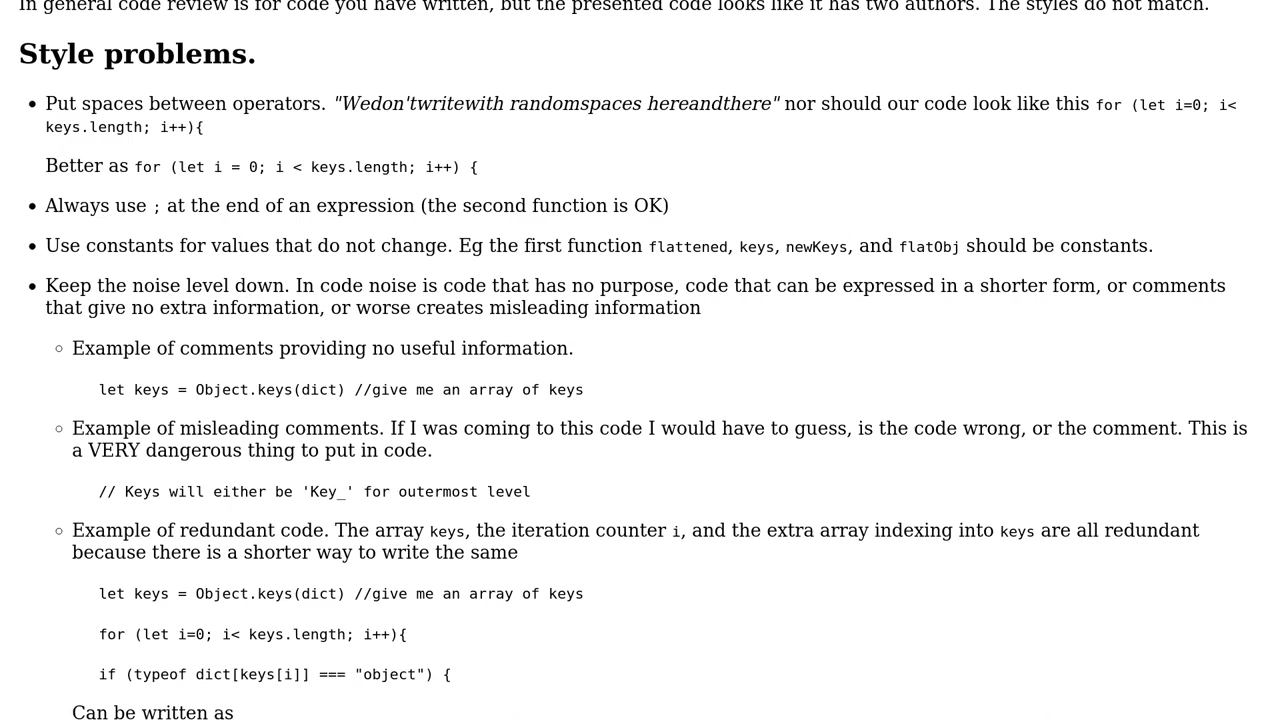 In general code review is for code you have written, but the presented code looks like it has two authors. The styles do not match.
Style problems.
Put spaces between operators. "Wedon'twritewith randomspaces hereandthere" nor should our code look like this for (let i=0; i<
keys.length; i++){
Better as for (let i = 0; i < keys.length; i++) {
Always use ; at the end of an expression (the second function is OK)
Use constants for values that do not change. Eg the first function flattened, keys, newKeys, and flatObj should be constants.
Keep the noise level down. In code noise is code that has no purpose, code that can be expressed in a shorter form, or comments
that give no extra information, or worse creates misleading information
Example of comments providing no useful information.
let keys = Object.keys(dict) //give me an array of keys
Example of misleading comments. If I was coming to this code I would have to guess, is the code wrong, or the comment. This is
a VERY dangerous thing to put in code.
// Keys will either be 'Key_' for outermost level
Example of redundant code. The array keys, the iteration counter i, and the extra array indexing into keys are all redundant
because there is a shorter way to write the same
let keys = Object.keys(dict) //give me an array of keys
for (let i=0; i< keys.length; i++){
if (typeof dict[keys[i]] === "object") {
Can be written as